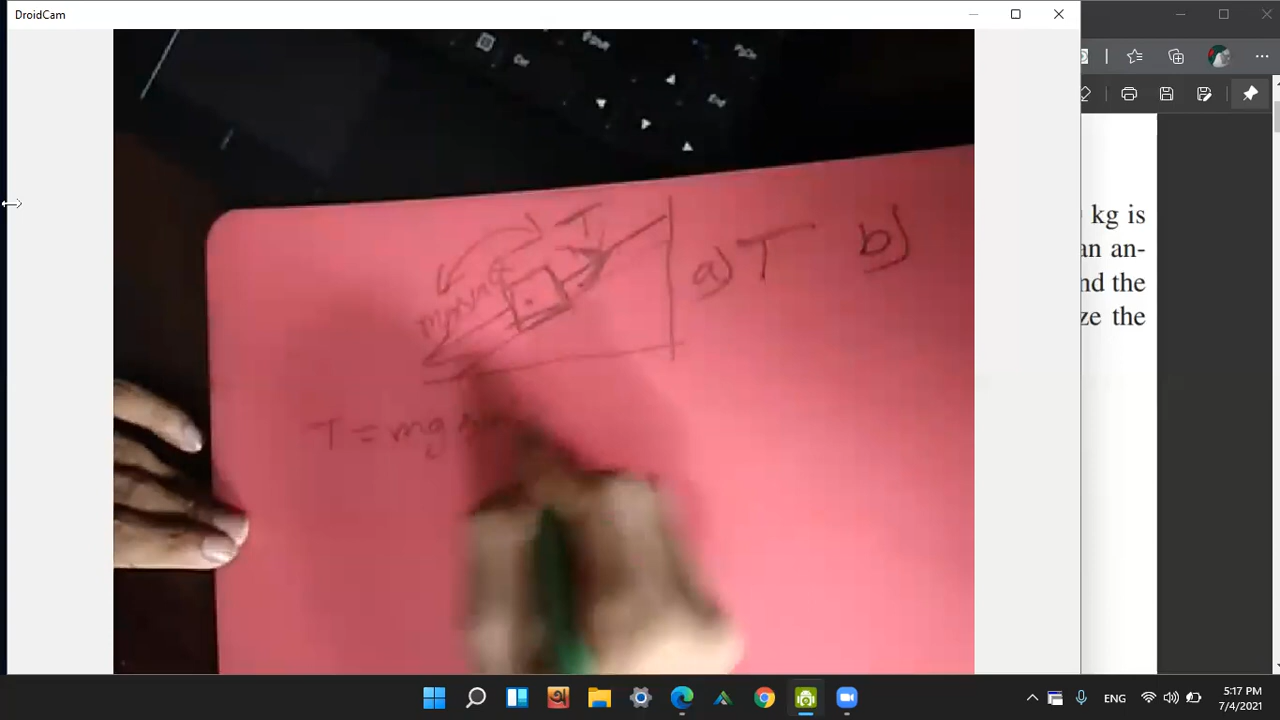 DroidCam
kg is
an an-
nd the
ze the
T
a) T b)
T = mg
অ
ENG
5:17 PM
7/4/2021